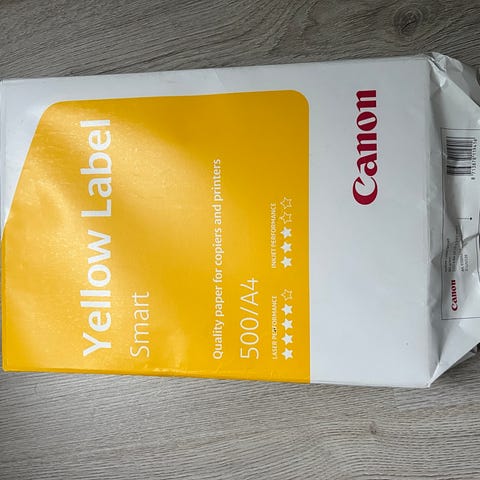 Canon
Yellow Label
Smart
Quality paper for copiers and printers
500/A4
LASER PERFORMANCE
INKJET PERFORMANCE
Canon